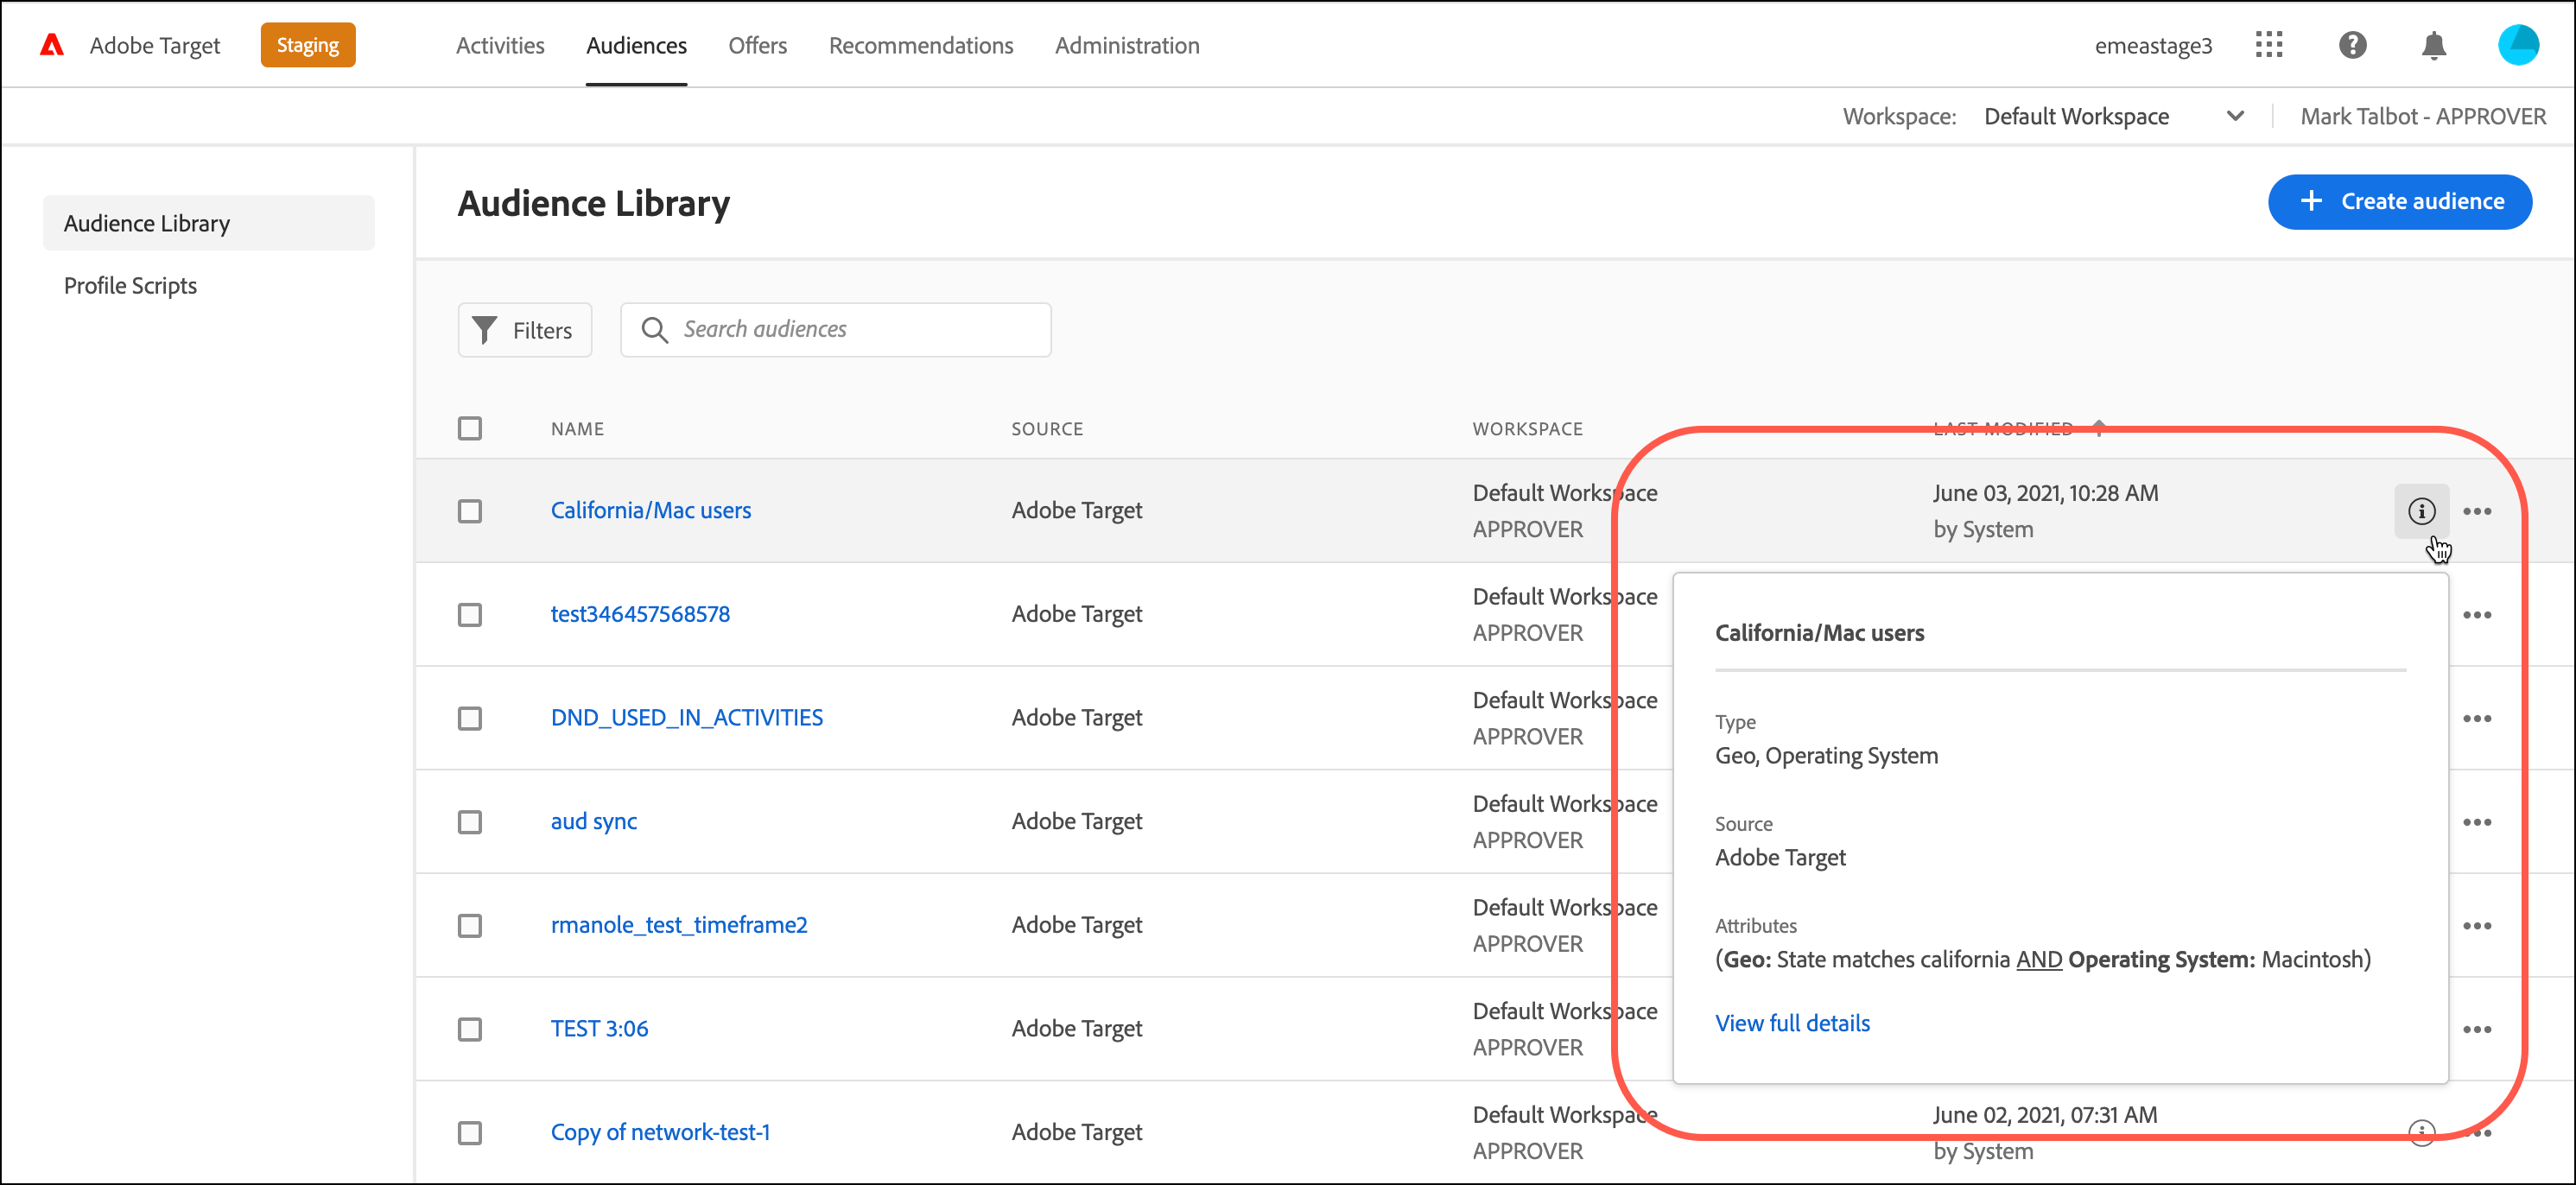 Adobe Target
Staging
Activities
Audiences
Offers
Recommendations
Administration
emeastage3
Workspace:
Default Workspace
Mark Talbot - APPROVER
Audience Library
Profile Scripts
Audience Library
Create audience
Filters
Search audiences
NAME
SOURCE
WORKSPACE
LAST MODIFIED
California/Mac users
Adobe Target
Default Workspace
APPROVER
June 03, 2021, 10:28 AM
by System
test346457568578
Adobe Target
Default Workspace
APPROVER
DND_USED_IN_ACTIVITIES
Adobe Target
Default Workspace
APPROVER
aud sync
Adobe Target
Default Workspace
APPROVER
rmanole_test_timeframe2
Adobe Target
Default Workspace
APPROVER
TEST 3:06
Adobe Target
Default Workspace
APPROVER
California/Mac users
Type
Geo, Operating System
Source
Adobe Target
Attributes
(Geo: State matches california AND Operating System: Macintosh)
View full details
Copy of network-test-1
Adobe Target
Default Workspace
APPROVER
June 02, 2021, 07:31 AM
by System